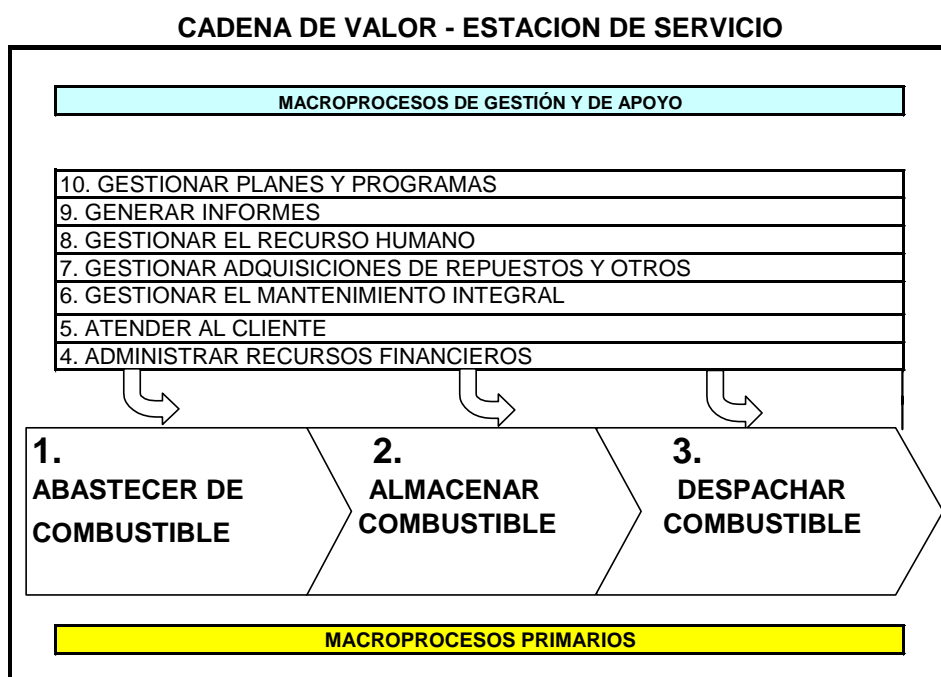 CADENA DE VALOR - ESTACION DE SERVICIO
MACROPROCESOS DE GESTIÓN Y DE APOYO
10. GESTIONAR PLANES Y PROGRAMAS
9. GENERAR INFORMES
8. GESTIONAR EL RECURSO HUMANO
7. GESTIONAR ADQUISICIONES DE REPUESTOS Y OTROS
6. GESTIONAR EL MANTENIMIENTO INTEGRAL
5. ATENDER AL CLIENTE
4. ADMINISTRAR RECURSOS FINANCIEROS
1.
ABASTECER DE
COMBUSTIBLE
2.
ALMACENAR
COMBUSTIBLE
3.
DESPACHAR
COMBUSTIBLE
MACROPROCESOS PRIMARIOS